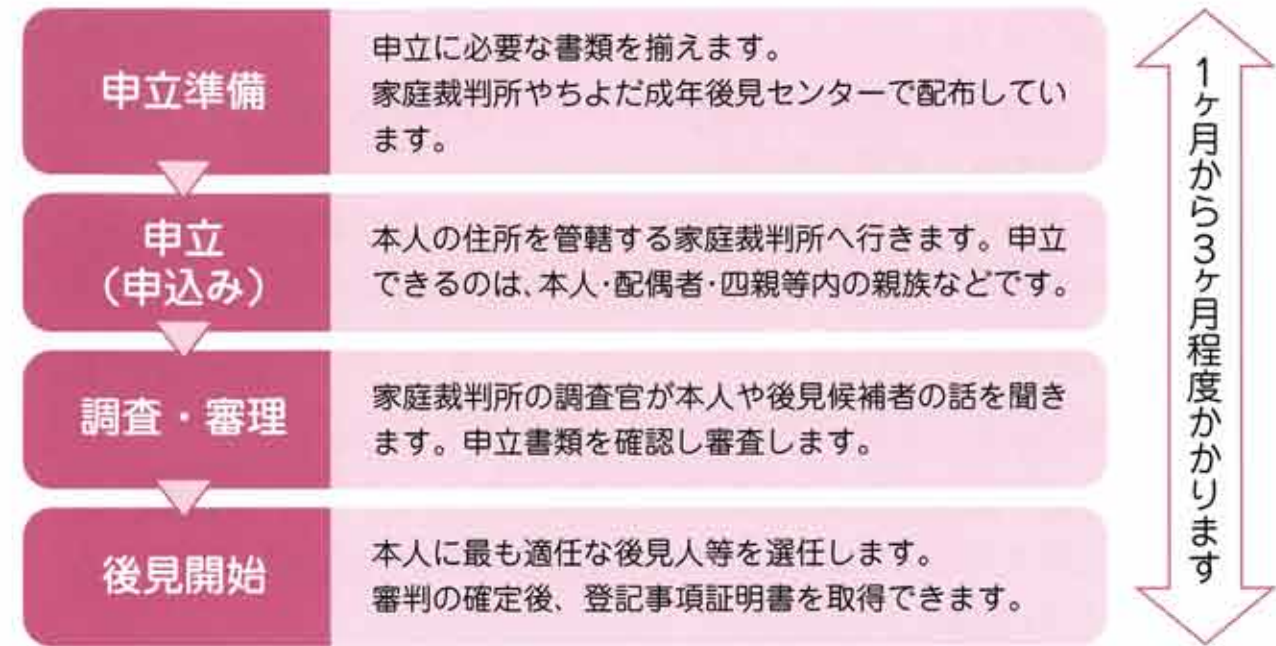 申立準備
申立に必要な書類を揃えます。
家庭裁判所やちよだ成年後見センターで配布してい
ます。
申立
（申込み）
本人の住所を管轄する家庭裁判所へ行きます。申立
できるのは、本人・配偶者・四親等内の親族などです。
調査・審理
家庭裁判所の調査官が本人や後見候補者の話を聞き
ます。申立書類を確認し審査します。
後見開始
本人に最も適任な後見人等を選任します。
審判の確定後、登記事項証明書を取得できます。
1ヶ月から3ヶ月程度かかります